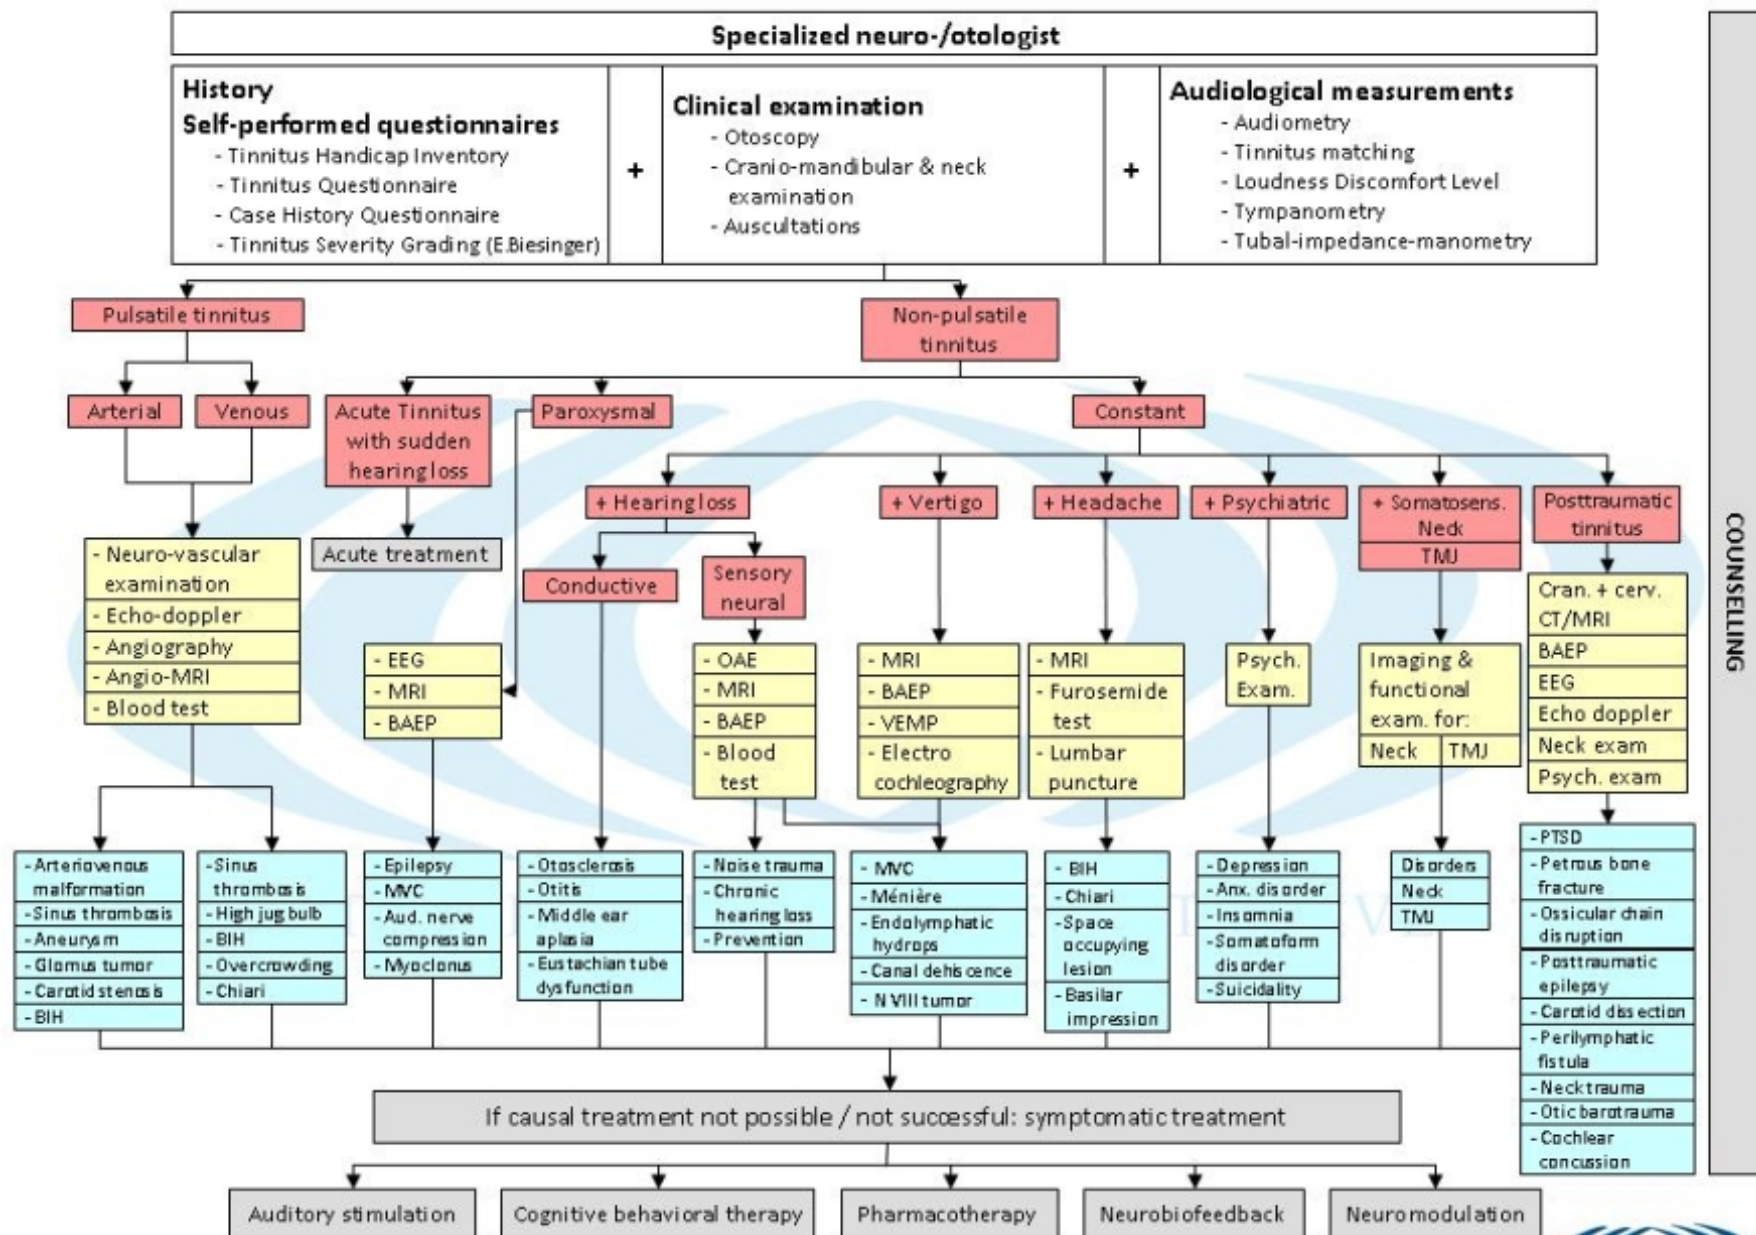 Specialized neuro-/otologist
History
Self-performed questionnaires
- Tinnitus Handicap Inventory
- Tinnitus Questionnaire
- Case History Questionnaire
- Tinnitus Severity Grading (E.Biesinger)
+
Clinical examination
- Otoscopy
- Cranio-mandibular & neck
examination
- Auscultations
+
Audiological measurements
- Audiometry
- Tinnitus matching
- Loudness Discomfort Level
- Tympanometry
- Tubal-impedance-manometry
COUNSELLING
Pulsatile tinnitus
Non-pulsatile
tinnitus
Arterial
Venous
Acute Tinnitus
with sudden
hearing loss
Paroxysmal
Constant
+ Hearing loss
+ Vertigo
+ Headache
+ Psychiatric
+ Somatosens.
Neck
TMJ
Posttraumatic
tinnitus
Acute treatment
Conductive
Sensory
neural
- Neuro-vascular
examination
- Echo-doppler
- Angiography
- Angio-MRI
- Blood test
- EEG
- MRI
- BAEP
- OAE
- MRI
- BAEP
- Blood
test
- MRI
- BAEP
- VEMP
- Electro
cochleography
- MRI
- Furosemide
test
- Lumbar
puncture
Psych.
Exam.
Imaging &
functional
exam. for:
Neck
TMJ
Cran. + cerv.
CT/MRI
BAEP
EEG
Echo doppler
Neck exam
Psych. exam
- Arteriovenous
malformation
- Sinus thrombosis
- Aneurysm
- Glomus tumor
- Carotid stenosis
- BIH
- Sinus
thrombosis
- High jug bulb
- BIH
- Overcrowding
- Chiari
- Epilepsy
- MVC
- Aud. nerve
compression
- Myoclonus
- Otosclerosis
- Otitis
- Middle ear
aplasia
- Eustachian tube
dysfunction
- Noise trauma
- Chronic
hearing loss
- Prevention
- MVC
- Ménière
- Endolymphatic
hydrops
- Canal dehiscence
- N VIII tumor
- BIH
- Chiari
- Space
occupying
lesion
- Basilar
impression
- Depression
- Anx. disorder
- Insomnia
- Somatoform
disorder
- Suicidality
Disorders
Neck
TMJ
- PTSD
- Petrous bone
fracture
- Ossicular chain
disruption
- Posttraumatic
epilepsy
- Carotid dissection
- Perilymphatic
fistula
- Neck trauma
- Otic barotrauma
- Cochlear
concussion
If causal treatment not possible / not successful: symptomatic treatment
Auditory stimulation
Cognitive behavioral therapy
Pharmacotherapy
Neurobiofeedback
Neuromodulation